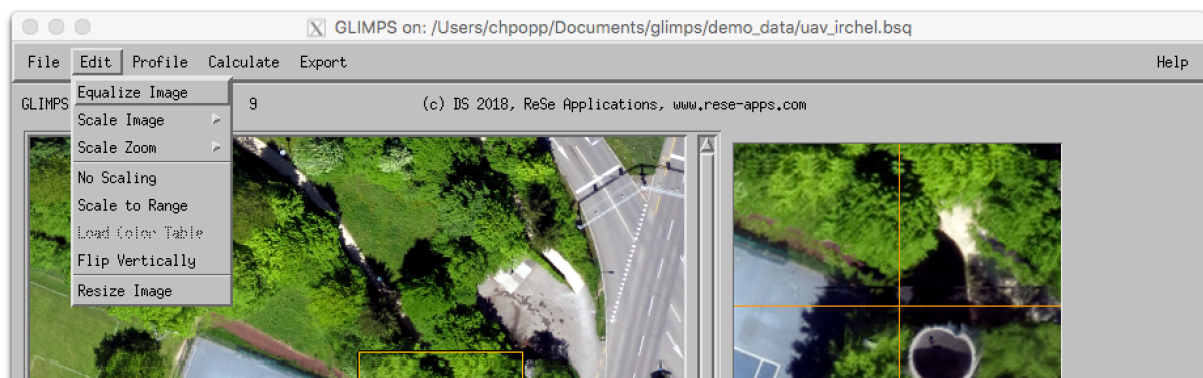 GLIMPS on: /Users/chpopp/Documents/glimps/demo_data/uav_irchel.bsq
File Edit Profile Calculate Export Help
GLIMPS 9 (c) DS 2018, ReSe Applications, www.rese-apps.com
Equalize Image
Scale Image
Scale Zoom
No Scaling
Scale to Range
Load Color Table
Flip Vertically
Resize Image